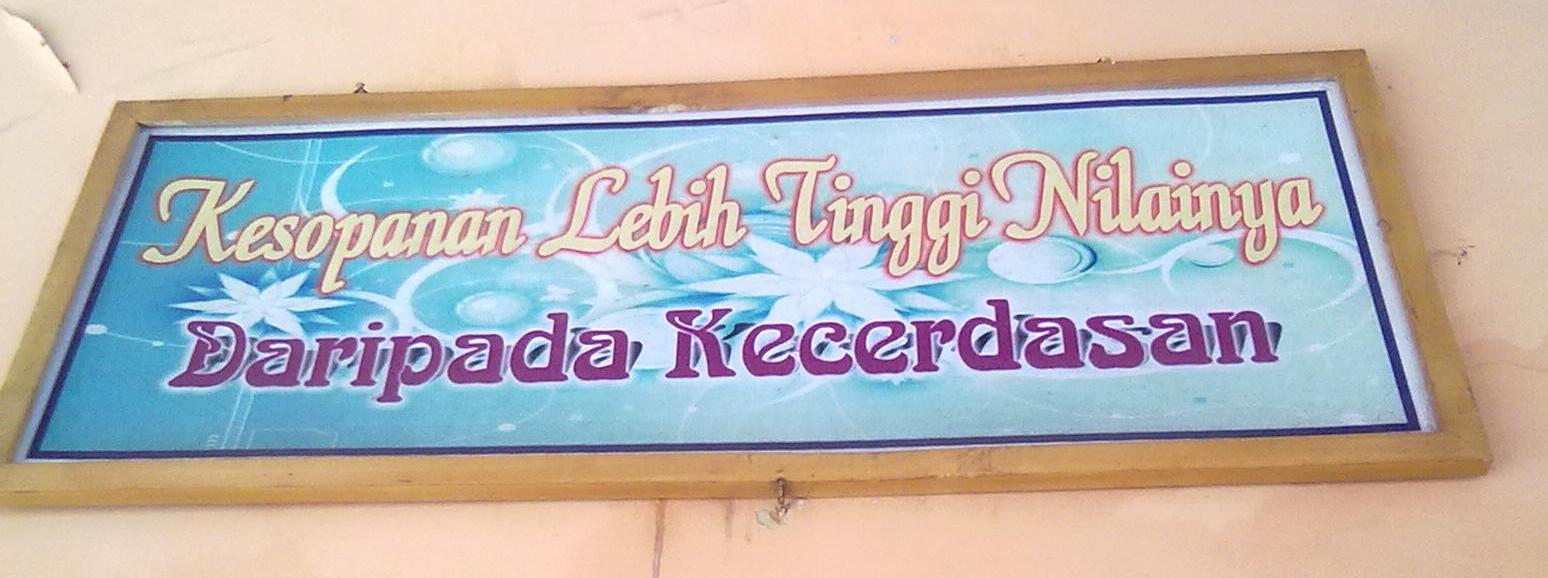 Kesopanan Lebih Tinggi Nilainya
Daripada Kecerdasan